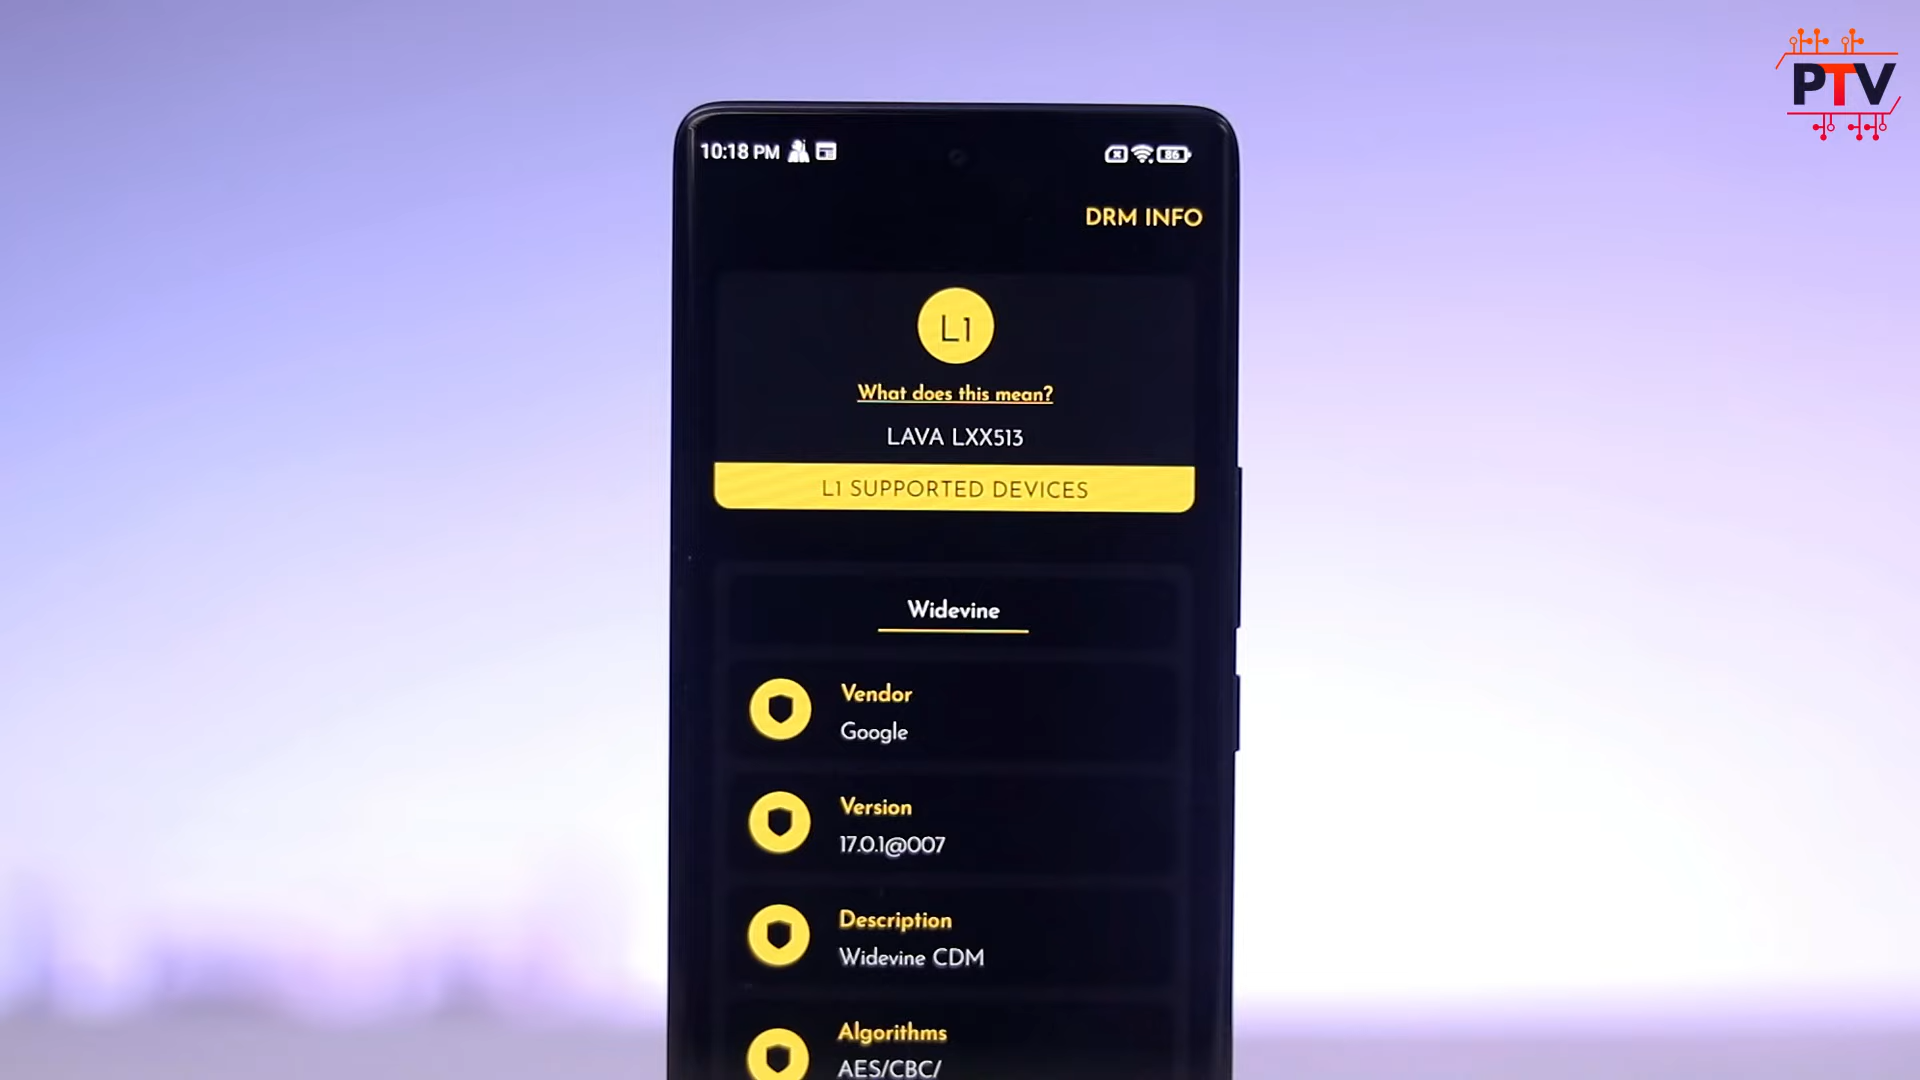 PTV
10:18 PM
86
DRM INFO
L1
What does this mean?
LAVA LXX513
L1 SUPPORTED DEVICES
Widevine
Vendor
Google
Version
17.0.1@007
Description
Widevine CDM
Algorithms
AES/CBC/